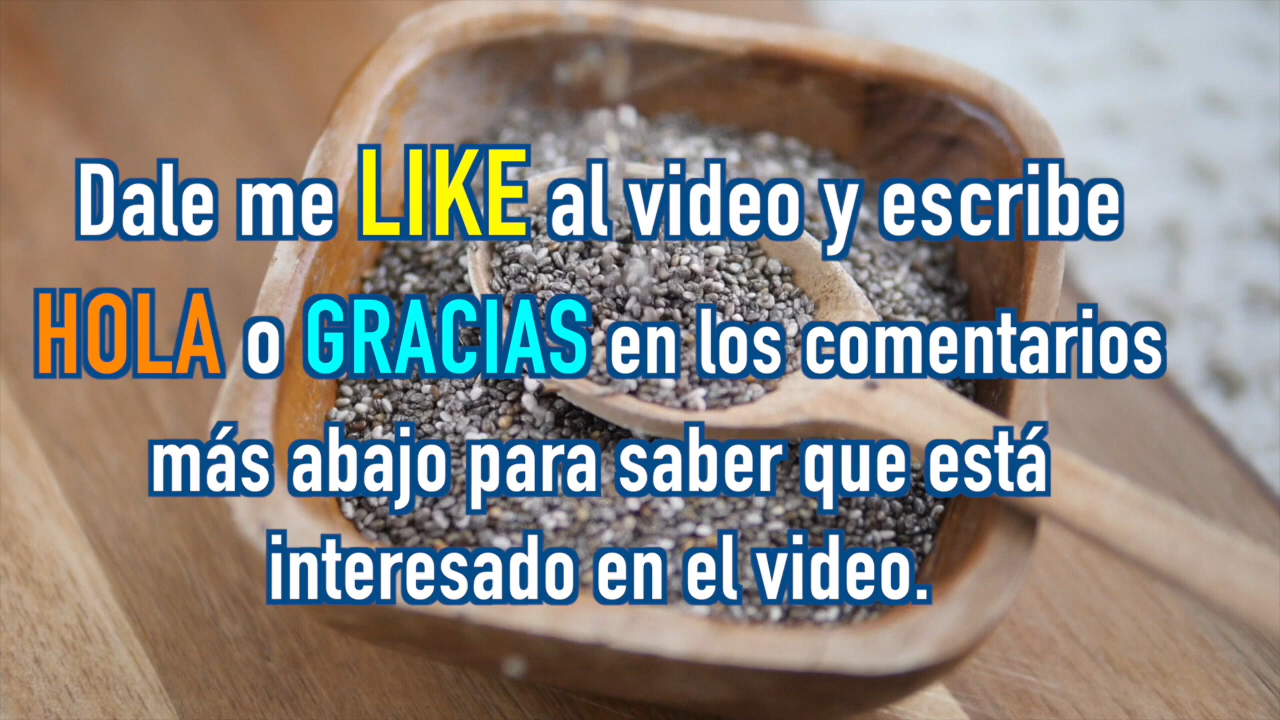 Dale me LIKE al video y escribe
HOLA o GRACIAS en los comentarios
más abajo para saber que está
interesado en el video.